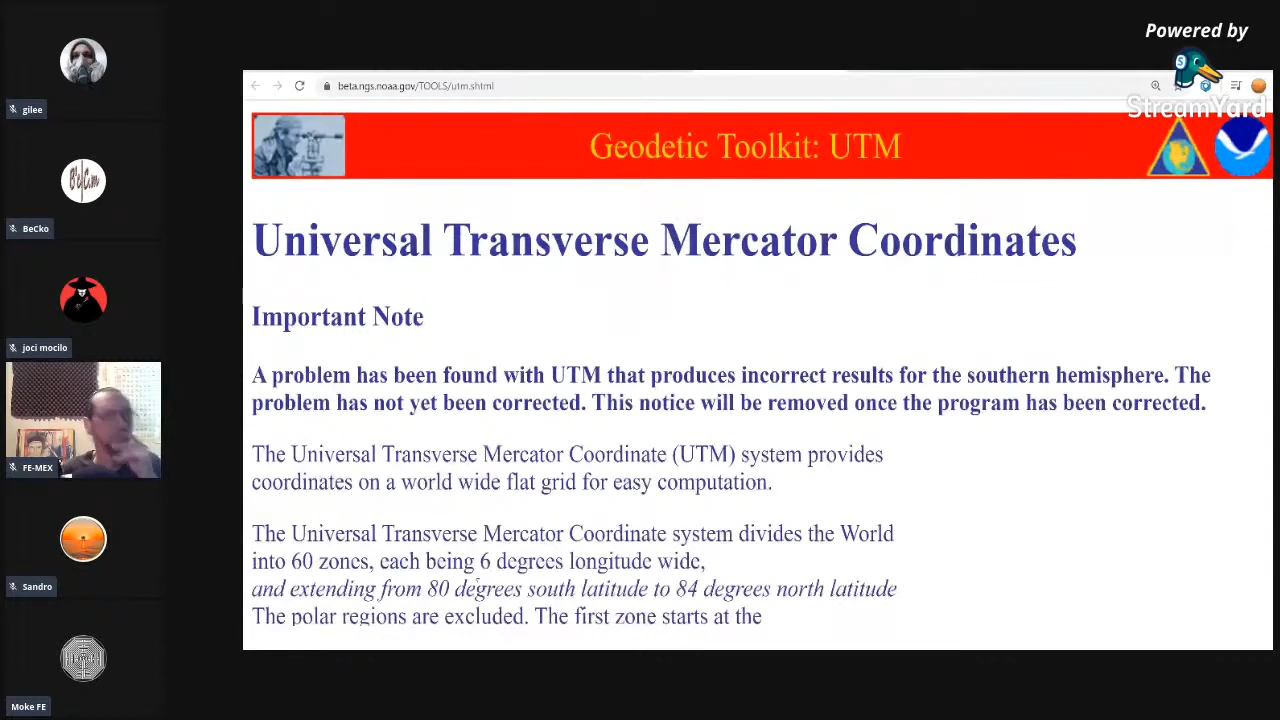 Powered by
StreamYard
beta.ngs.noaa.gov/TOOLS/utm.shtml
Geodetic Toolkit: UTM
Universal Transverse Mercator Coordinates
Important Note
A problem has been found with UTM that produces incorrect results for the southern hemisphere. The
problem has not yet been corrected. This notice will be removed once the program has been corrected.
The Universal Transverse Mercator Coordinate (UTM) system provides
coordinates on a world wide flat grid for easy computation.
The Universal Transverse Mercator Coordinate system divides the World
into 60 zones, each being 6 degrees longitude wide,
and extending from 80 degrees south latitude to 84 degrees north latitude
The polar regions are excluded. The first zone starts at the
gilee
BeCko
joci mocilo
FE-MEX
Sandro
Moke FE